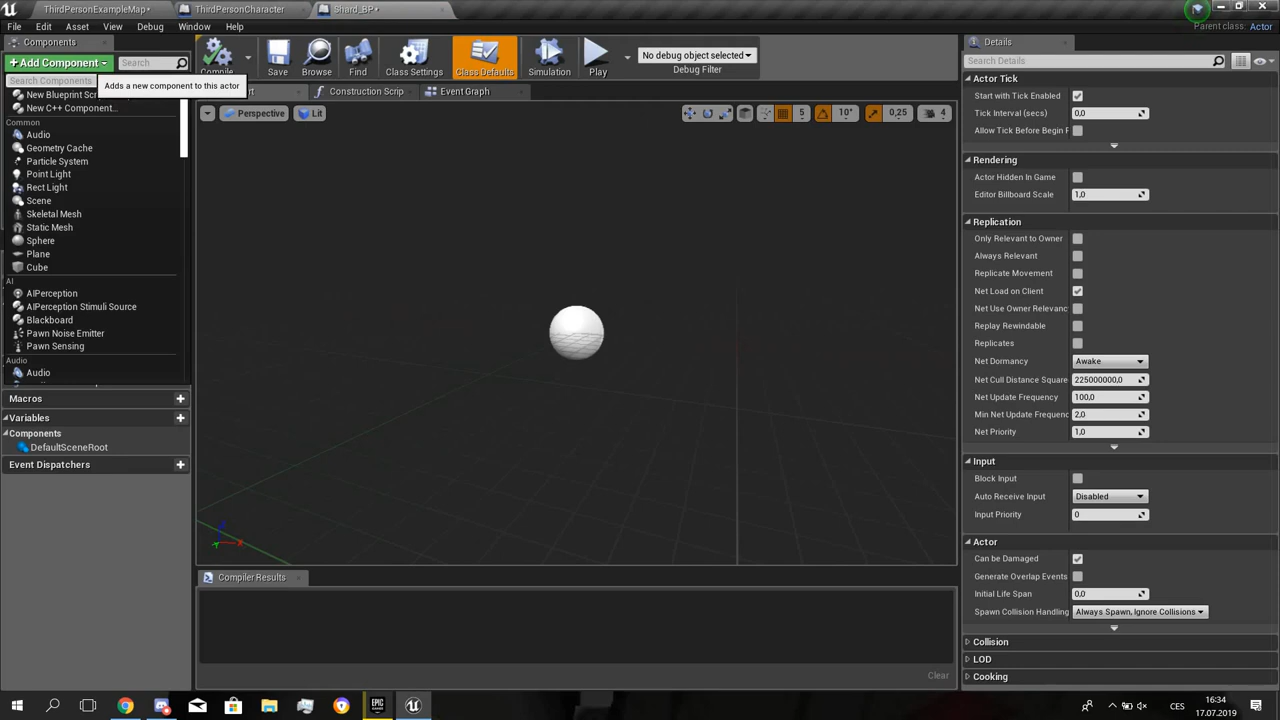 ThirdPersonExampleMap*
ThirdPersonCharacter
Shard_BP*
File Edit Asset View Debug Window Help
Parent class: Actor
Components
+Add Component
Search
Search Components
Adds a new component to this actor
New Blueprint Scr
New C++ Component...
Common
Audio
Geometry Cache
Particle System
Point Light
Rect Light
Scene
Skeletal Mesh
Static Mesh
Sphere
Plane
Cube
AI
AIPerception
AIPerception Stimuli Source
Blackboard
Pawn Noise Emitter
Pawn Sensing
Audio
Audio
Macros
Variables
Components
DefaultSceneRoot
Event Dispatchers
Compile
Save
Browse
Find
Class Settings
Class Defaults
Simulation
Play
No debug object selected
Debug Filter
Construction Scrip
Event Graph
Perspective
Lit
5
10°
0,25
4
Compiler Results
Clear
Details
Search Details
Actor Tick
Start with Tick Enabled
Tick Interval (secs) 0,0
Allow Tick Before Begin P
Rendering
Actor Hidden In Game
Editor Billboard Scale 1,0
Replication
Only Relevant to Owner
Always Relevant
Replicate Movement
Net Load on Client
Net Use Owner Relevanc
Replay Rewindable
Replicates
Net Dormancy Awake
Net Cull Distance Square 225000000,0
Net Update Frequency 100,0
Min Net Update Frequenc 2,0
Net Priority 1,0
Input
Block Input
Auto Receive Input Disabled
Input Priority 0
Actor
Can be Damaged
Generate Overlap Events
Initial Life Span 0,0
Spawn Collision Handling Always Spawn, Ignore Collisions
Collision
LOD
Cooking
EPIC
GAMES
CES
16:34
17.07.2019